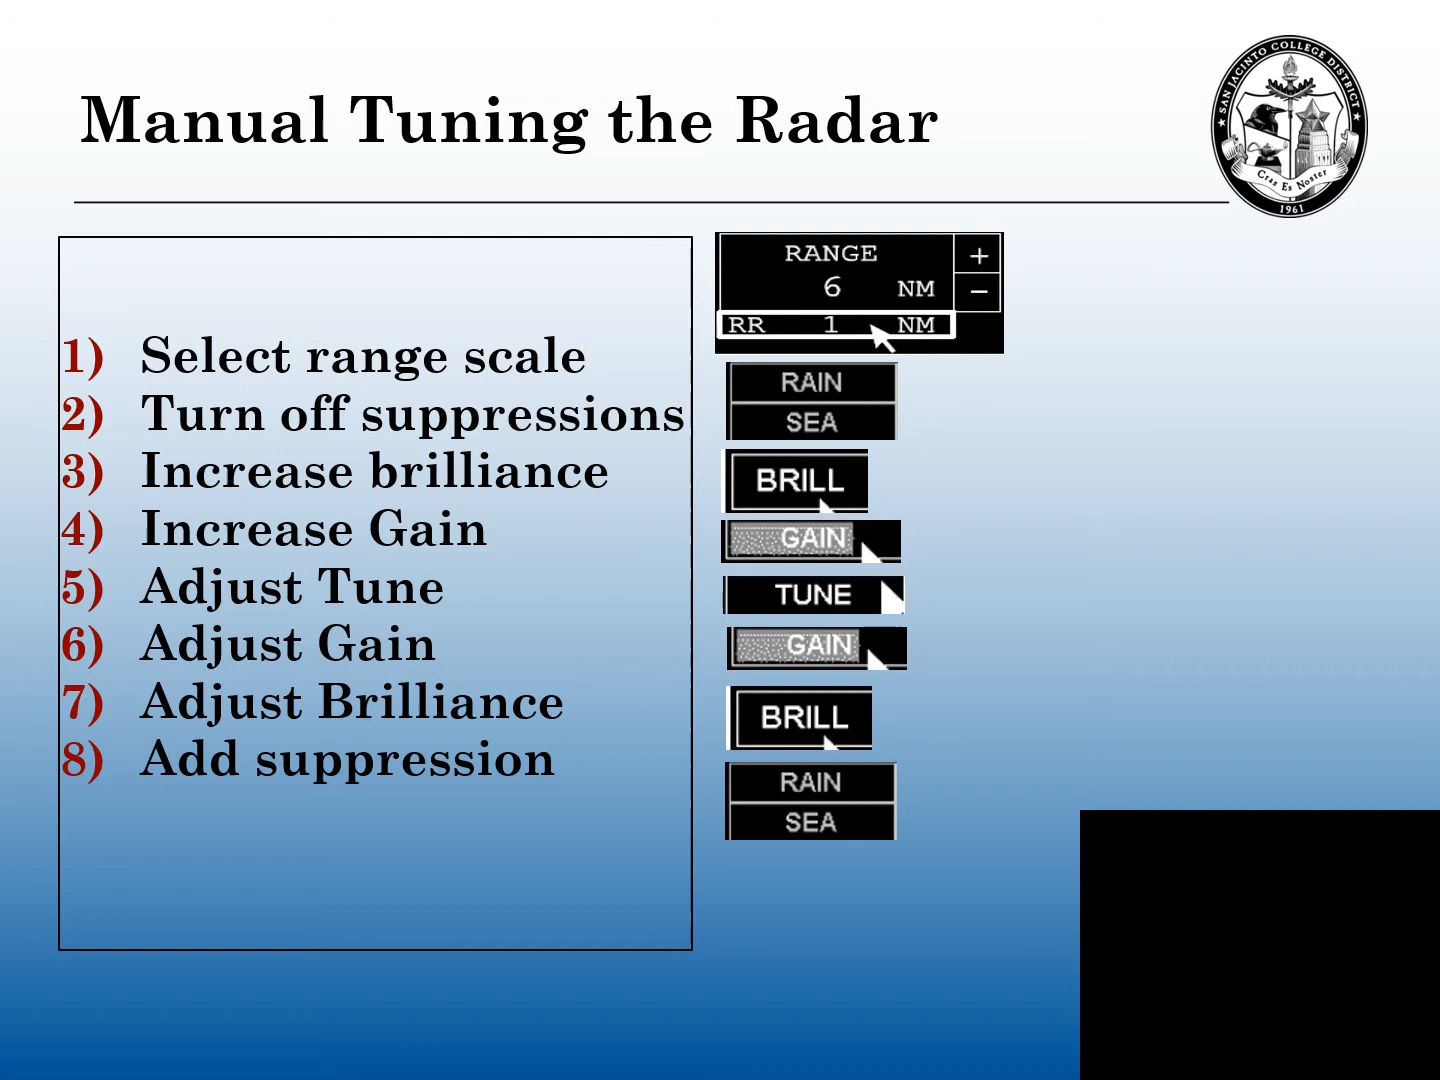 Manual Tuning the Radar
SAN JACINTO COLLEGE DISTRICT
Cras Es Noster
1961
1) Select range scale
2) Turn off suppressions
3) Increase brilliance
4) Increase Gain
5) Adjust Tune
6) Adjust Gain
7) Adjust Brilliance
8) Add suppression
RANGE +
6 NM −
RR 1 NM
RAIN
SEA
BRILL
GAIN
TUNE
GAIN
BRILL
RAIN
SEA